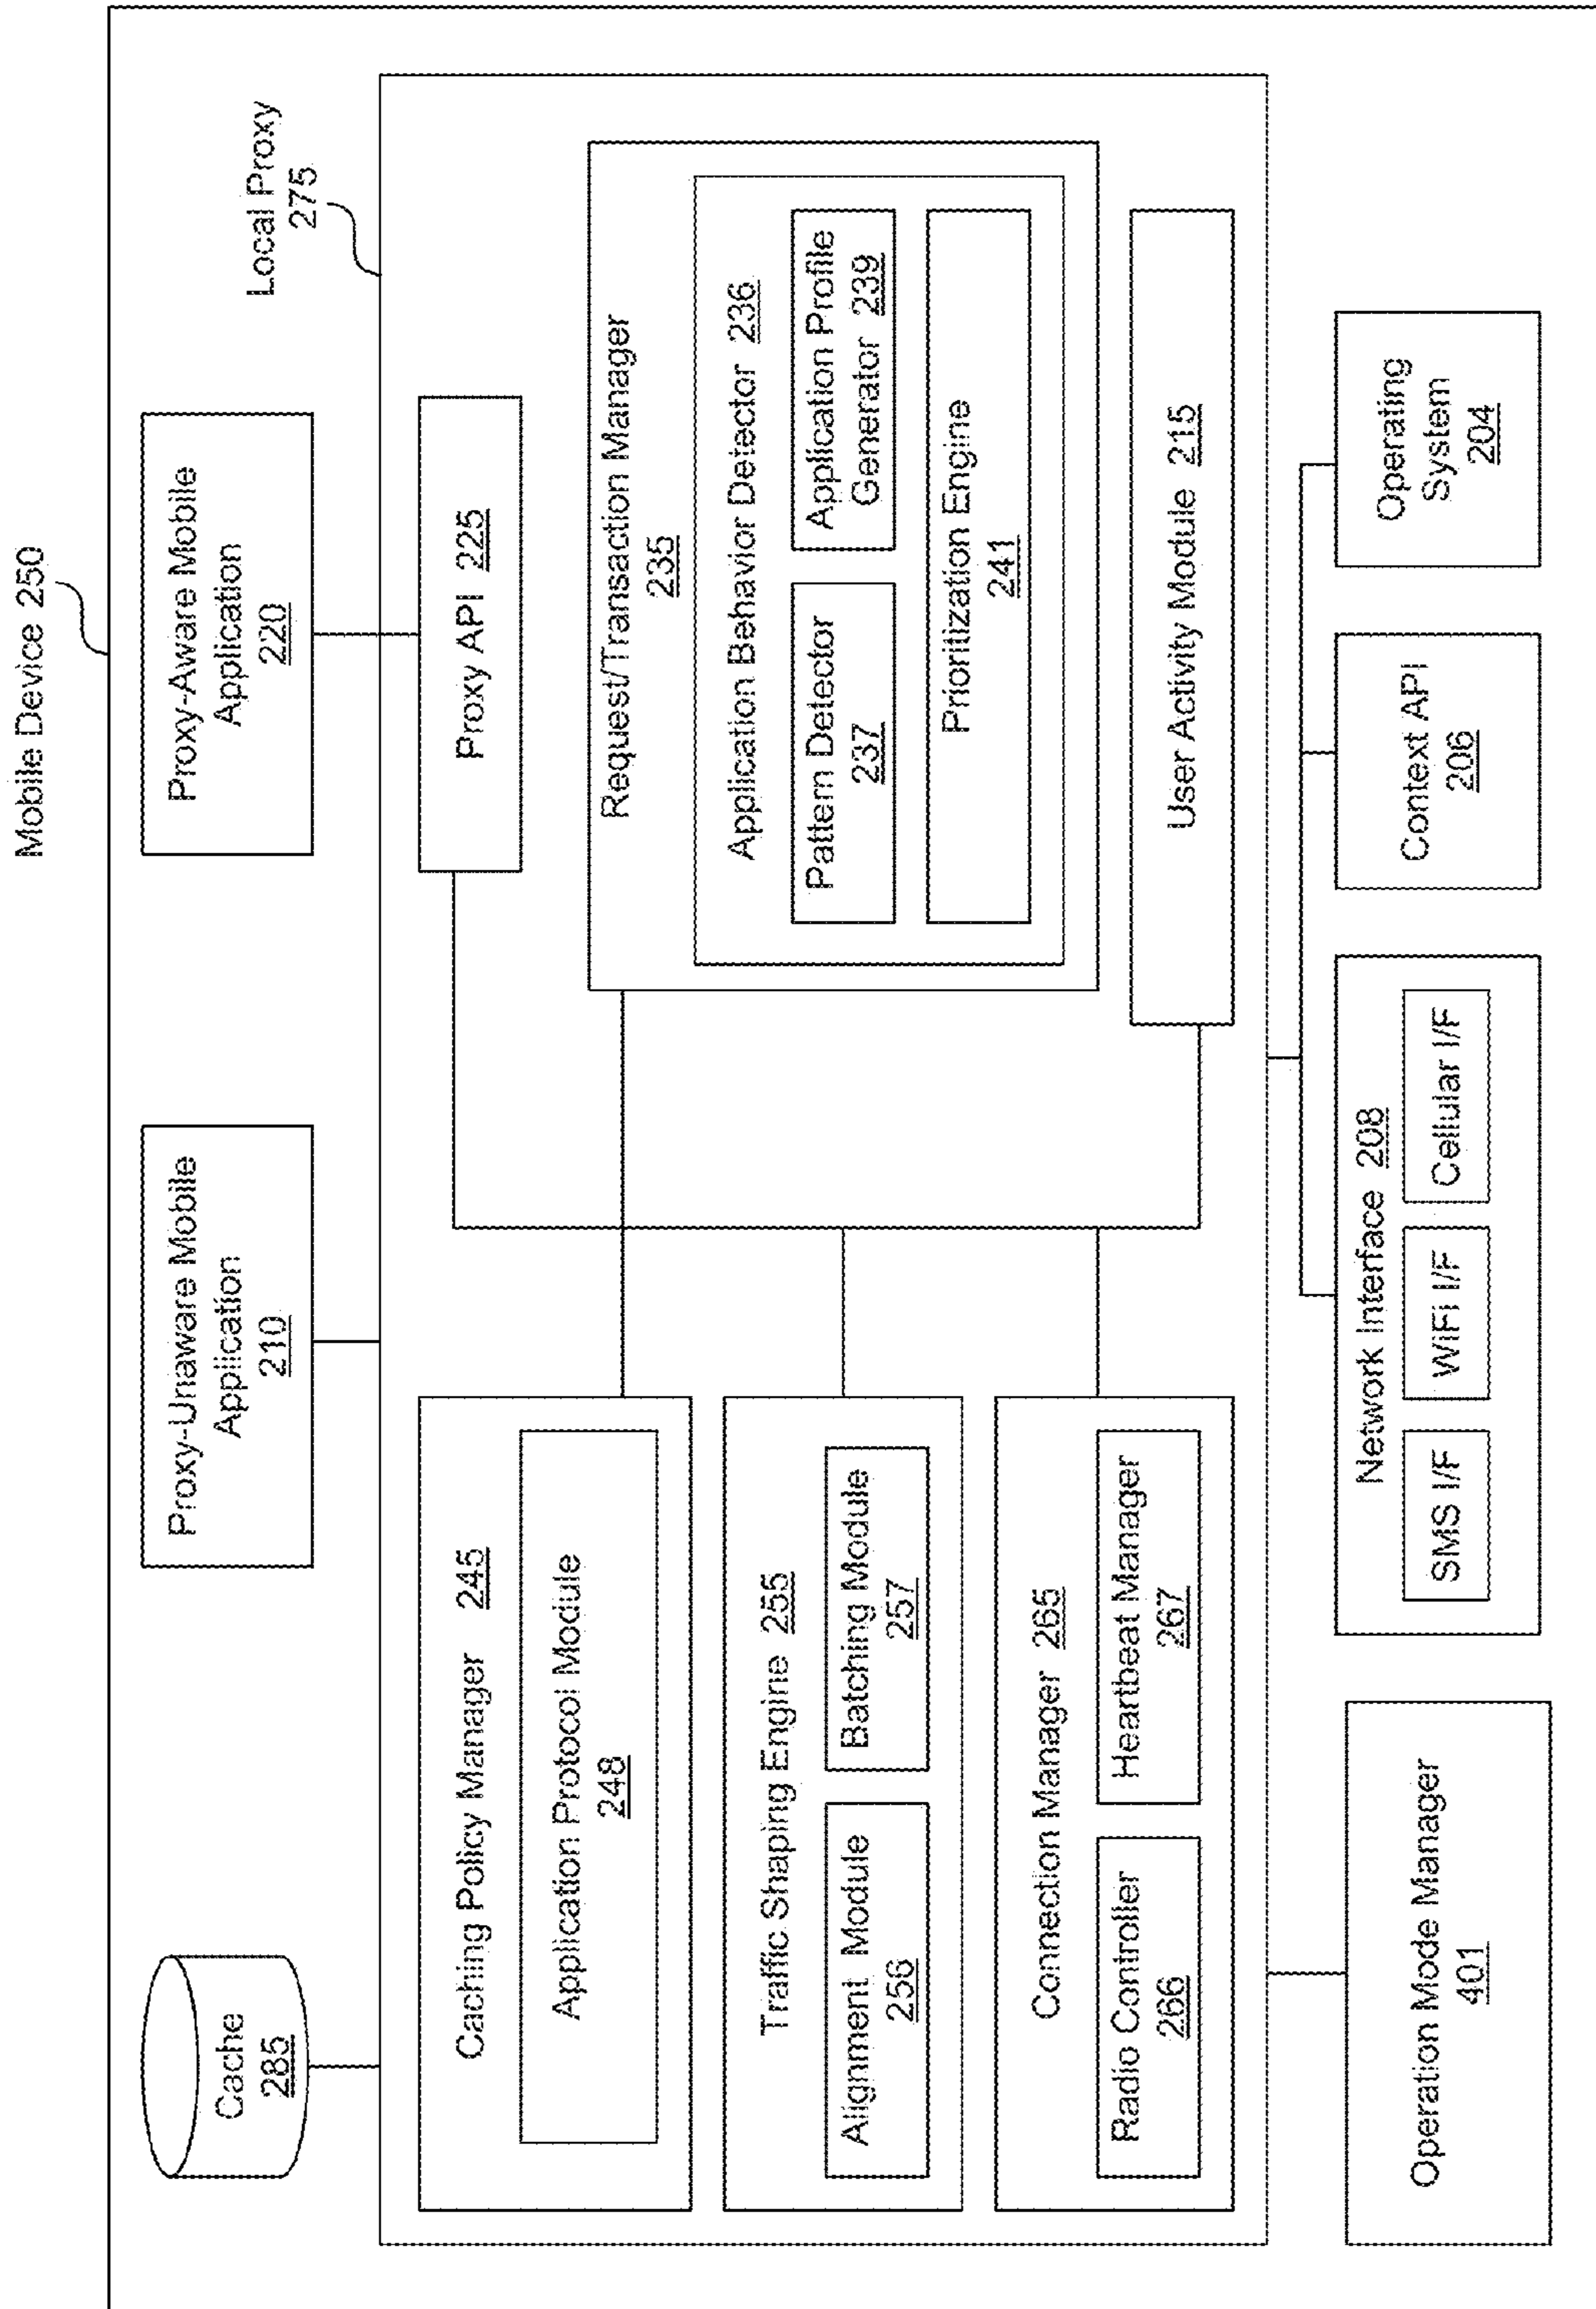 Mobile Device 250
Cache
285
Proxy-Unaware Mobile
Application
210
Proxy-Aware Mobile
Application
220
Local Proxy
275
Caching Policy Manager 245
Application Protocol Module
248
Traffic Shaping Engine 255
Alignment Module
256
Batching Module
257
Connection Manager 265
Radio Controller
266
Heartbeat Manager
267
Proxy API 225
Request/Transaction Manager
235
Application Behavior Detector 236
Pattern Detector
237
Application Profile
Generator 239
Prioritization Engine
241
User Activity Module 215
Operation Mode Manager
401
Network Interface 208
SMS I/F
WiFi I/F
Cellular I/F
Context API
206
Operating
System
204